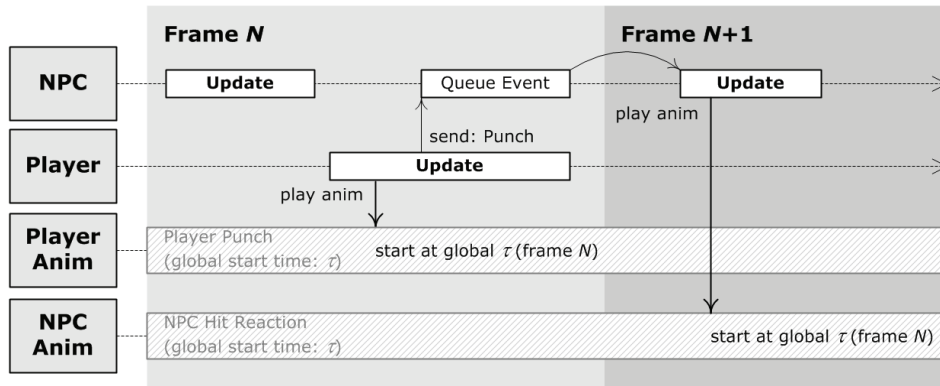 Frame N
Frame N+1
NPC
Update
Queue Event
Update
play anim
send: Punch
Player
Update
play anim
Player
Anim
Player Punch
(global start time: τ)
start at global τ (frame N)
NPC
Anim
NPC Hit Reaction
(global start time: τ)
start at global τ (frame N)